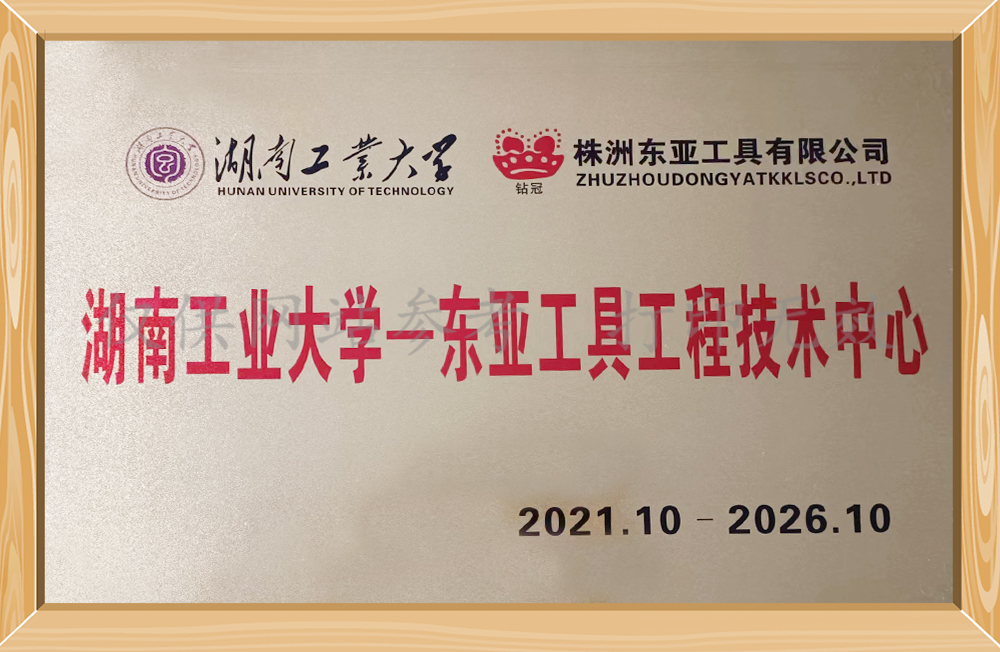 湖南工業大学
HUNAN UNIVERSITY OF TECHNOLOGY
钻冠
株洲东亚工具有限公司
ZHUZHOUDONGYATKKLSCO.,LTD
湖南工业大学—东亚工具工程技术中心
2021.10 – 2026.10